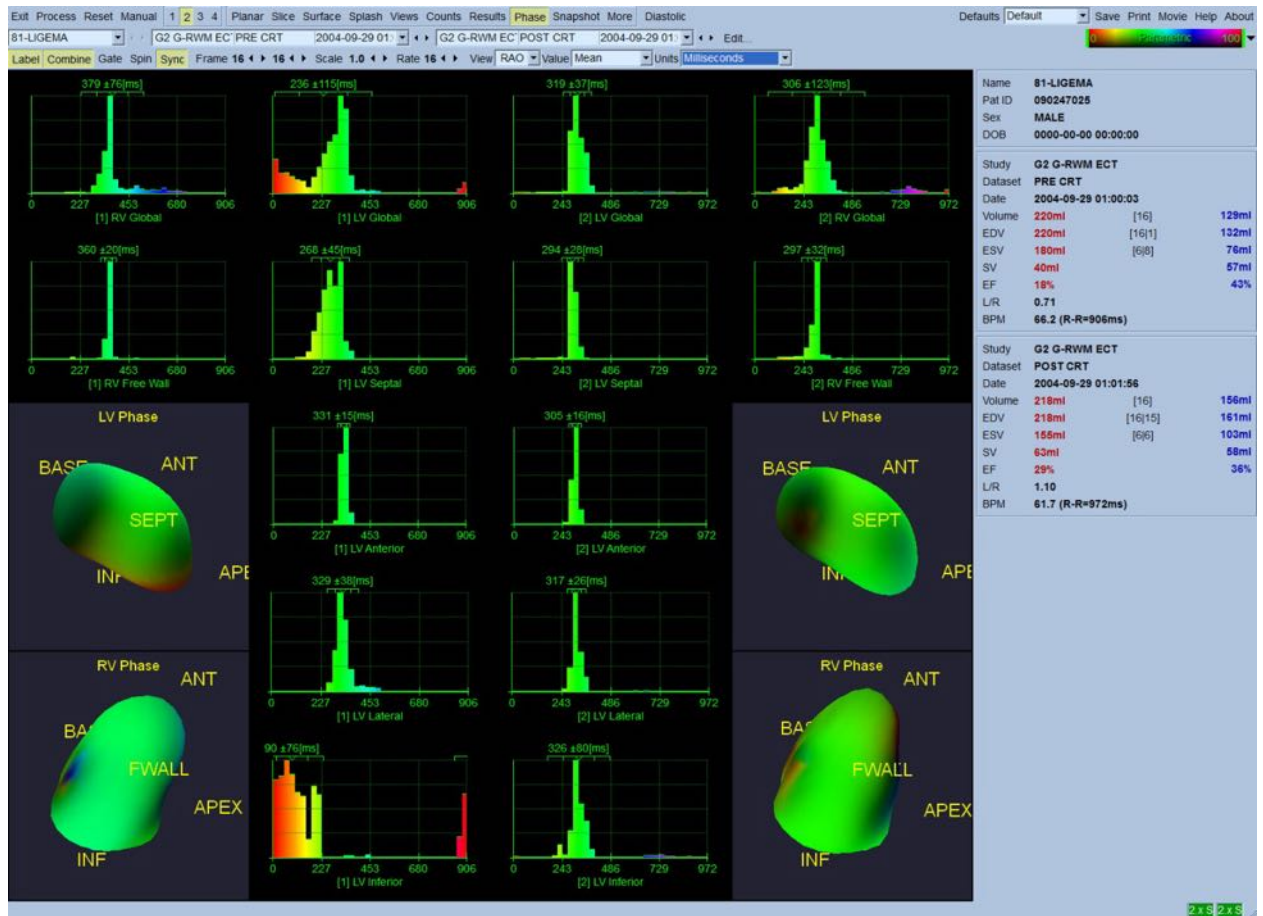 Exit Process Reset Manual 1 2 3 4 Planar Slice Surface Splash Views Counts Results Phase Snapshot More Diastolic Defaults Default Save Print Movie Help About
81-LIGEMA G2 G-RWM EC PRE CRT 2004-09-29 01: G2 G-RWM EC POST CRT 2004-09-29 01: Edit...
0 Parametric 100
Label Combine Gate Spin Sync Frame 16 16 Scale 1.0 Rate 16 View RAO Value Mean Units Milliseconds
379 ±76[ms] 236 ±115[ms] 319 ±37[ms] 306 ±123[ms]
0 227 453 680 906 0 227 453 680 906 0 243 486 729 972 0 243 486 729 972
[1] RV Global [1] LV Global [2] LV Global [2] RV Global
360 ±20[ms] 268 ±45[ms] 294 ±28[ms] 297 ±32[ms]
0 227 453 680 906 0 227 453 680 906 0 243 486 729 972 0 243 486 729 972
[1] RV Free Wall [1] LV Septal [2] LV Septal [2] RV Free Wall
LV Phase
BASE ANT
SEPT
INF APE
331 ±15[ms] 305 ±16[ms]
0 227 453 680 906 0 243 486 729 972
[1] LV Anterior [2] LV Anterior
LV Phase
BASE ANT
SEPT
INF APE
329 ±38[ms] 317 ±26[ms]
0 227 453 680 906 0 243 486 729 972
[1] LV Lateral [2] LV Lateral
RV Phase
ANT
BA
FWALL
APEX
INF
90 ±76[ms] 326 ±80[ms]
0 227 453 680 906 0 243 486 729 972
[1] LV Inferior [2] LV Inferior
RV Phase
ANT
BA
FWALL
APEX
INF
Name 81-LIGEMA
Pat ID 090247025
Sex MALE
DOB 0000-00-00 00:00:00
Study G2 G-RWM ECT
Dataset PRE CRT
Date 2004-09-29 01:00:03
Volume 220ml [16] 129ml
EDV 220ml [16|1] 132ml
ESV 180ml [6|8] 76ml
SV 40ml 57ml
EF 18% 43%
L/R 0.71
BPM 66.2 (R-R=906ms)
Study G2 G-RWM ECT
Dataset POST CRT
Date 2004-09-29 01:01:56
Volume 218ml [16] 156ml
EDV 218ml [16|15] 161ml
ESV 155ml [6|6] 103ml
SV 63ml 58ml
EF 29% 36%
L/R 1.10
BPM 61.7 (R-R=972ms)
2 x S 2 x S